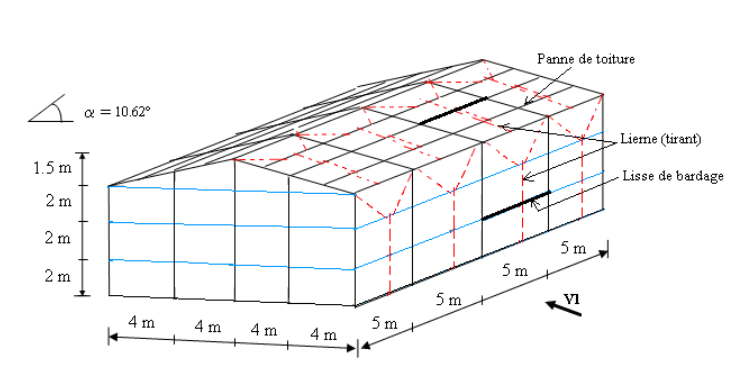 Panne de toiture
α = 10.62°
Lierne (tirant)
1.5 m
Lisse de bardage
2 m
2 m
2 m
5 m
5 m
5 m
5 m
V1
4 m
4 m
4 m
4 m